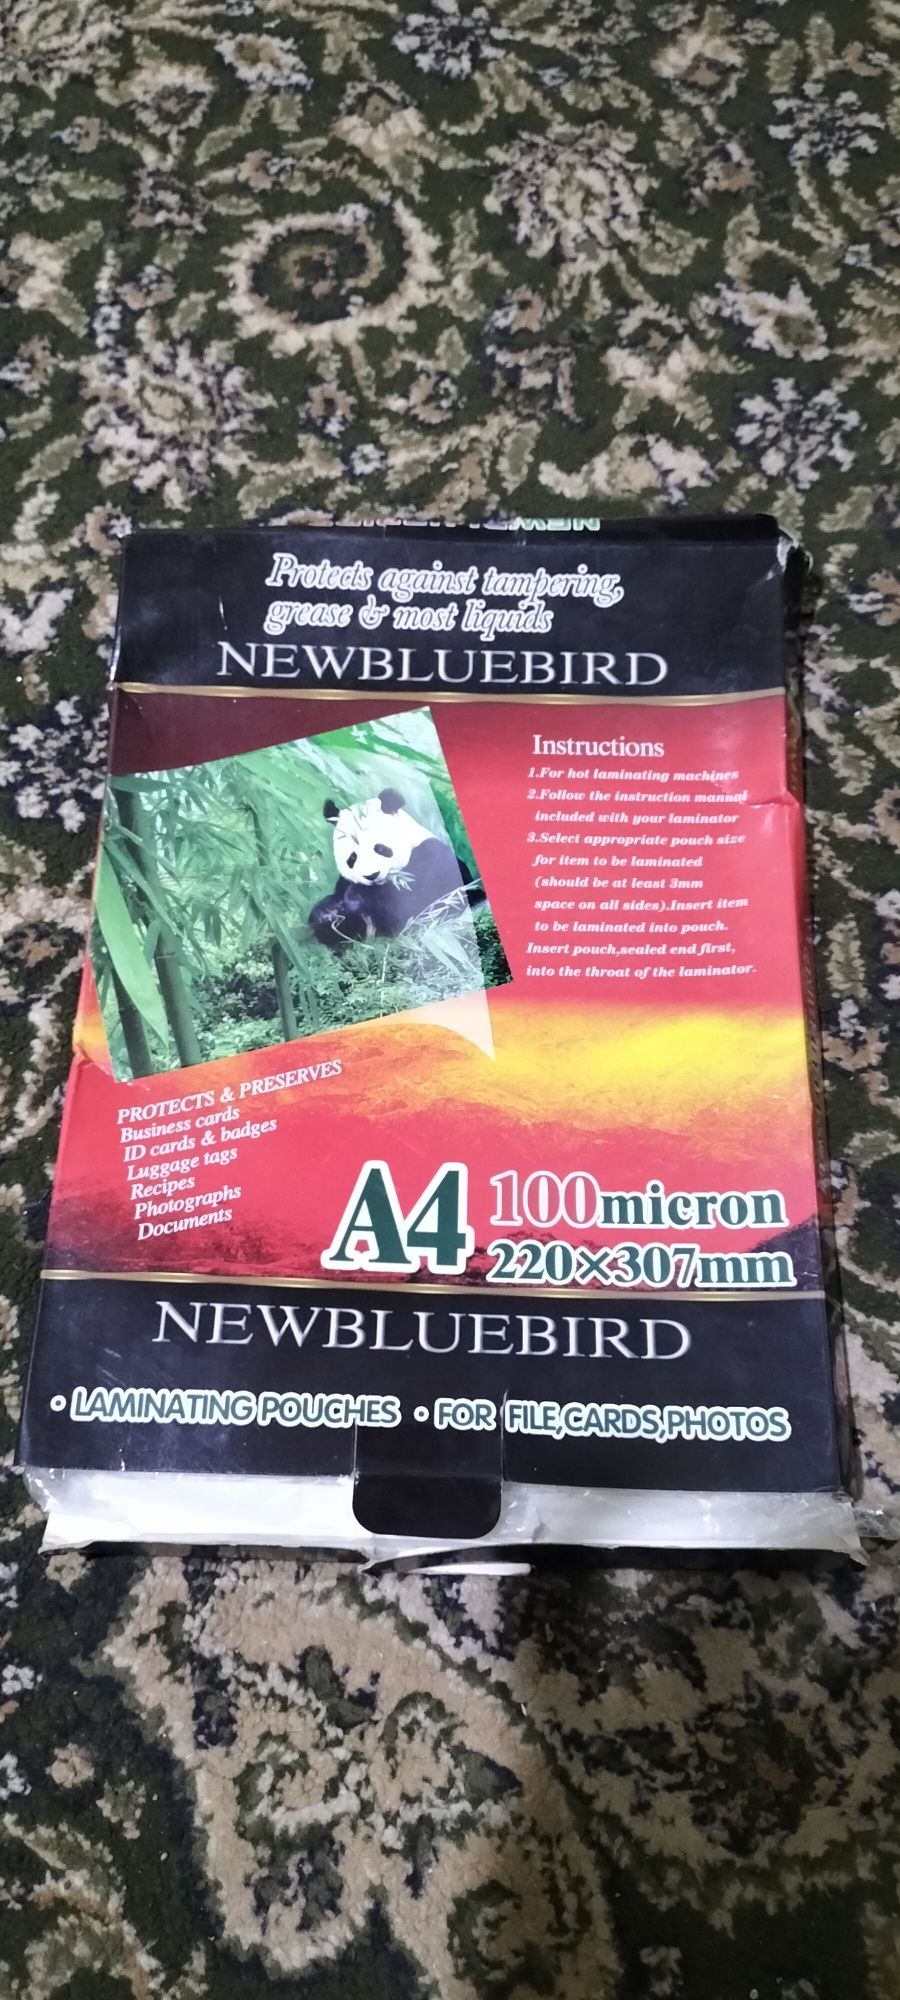 NEWBLUEBIRD
Protects against tampering,
grease & most liquids
NEWBLUEBIRD
Instructions
1.For hot laminating machines
2.Follow the instruction manual
included with your laminator
3.Select appropriate pouch size
for item to be laminated
(should be at least 3mm
space on all sides).Insert item
to be laminated into pouch.
Insert pouch,sealed end first,
into the throat of the laminator.
PROTECTS & PRESERVES
Business cards
ID cards & badges
Luggage tags
Recipes
Photographs
Documents
A4
100micron
220×307mm
NEWBLUEBIRD
• LAMINATING POUCHES • FOR FILE,CARDS,PHOTOS